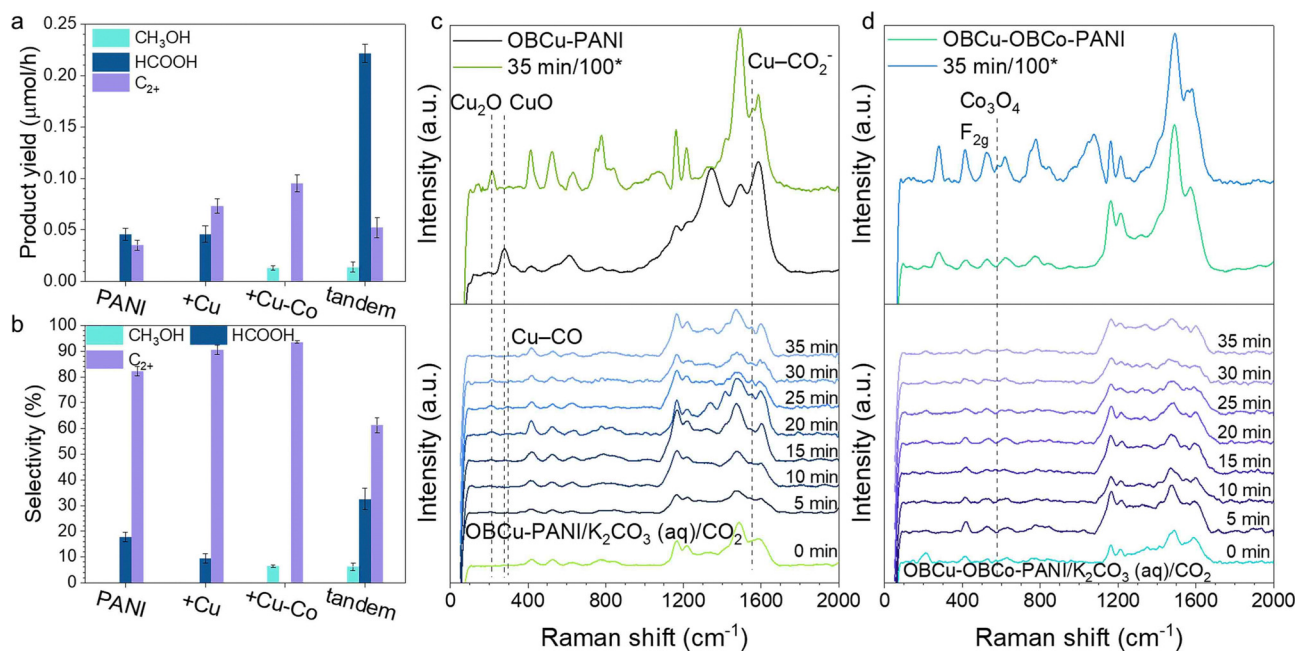 a
CH₃OH
HCOOH
C₂₊
Product yield (μmol/h)
0.25
0.20
0.15
0.10
0.05
0.00
PANI
+Cu
+Cu-Co
tandem
b
CH₃OH
HCOOH
C₂₊
Selectivity (%)
100
90
80
70
60
50
40
30
20
10
0
PANI
+Cu
+Cu-Co
tandem
c
OBCu-PANI
35 min/100*
Cu–CO₂⁻
Cu₂O
CuO
Intensity (a.u.)
Cu–CO
35 min
30 min
25 min
20 min
15 min
10 min
5 min
OBCu-PANI/K₂CO₃ (aq)/CO₂
0 min
Intensity (a.u.)
0 400 800 1200 1600 2000
Raman shift (cm⁻¹)
d
OBCu-OBCo-PANI
35 min/100*
Co₃O₄
F₂g
Intensity (a.u.)
35 min
30 min
25 min
20 min
15 min
10 min
5 min
0 min
OBCu-OBCo-PANI/K₂CO₃ (aq)/CO₂
Intensity (a.u.)
0 400 800 1200 1600 2000
Raman shift (cm⁻¹)